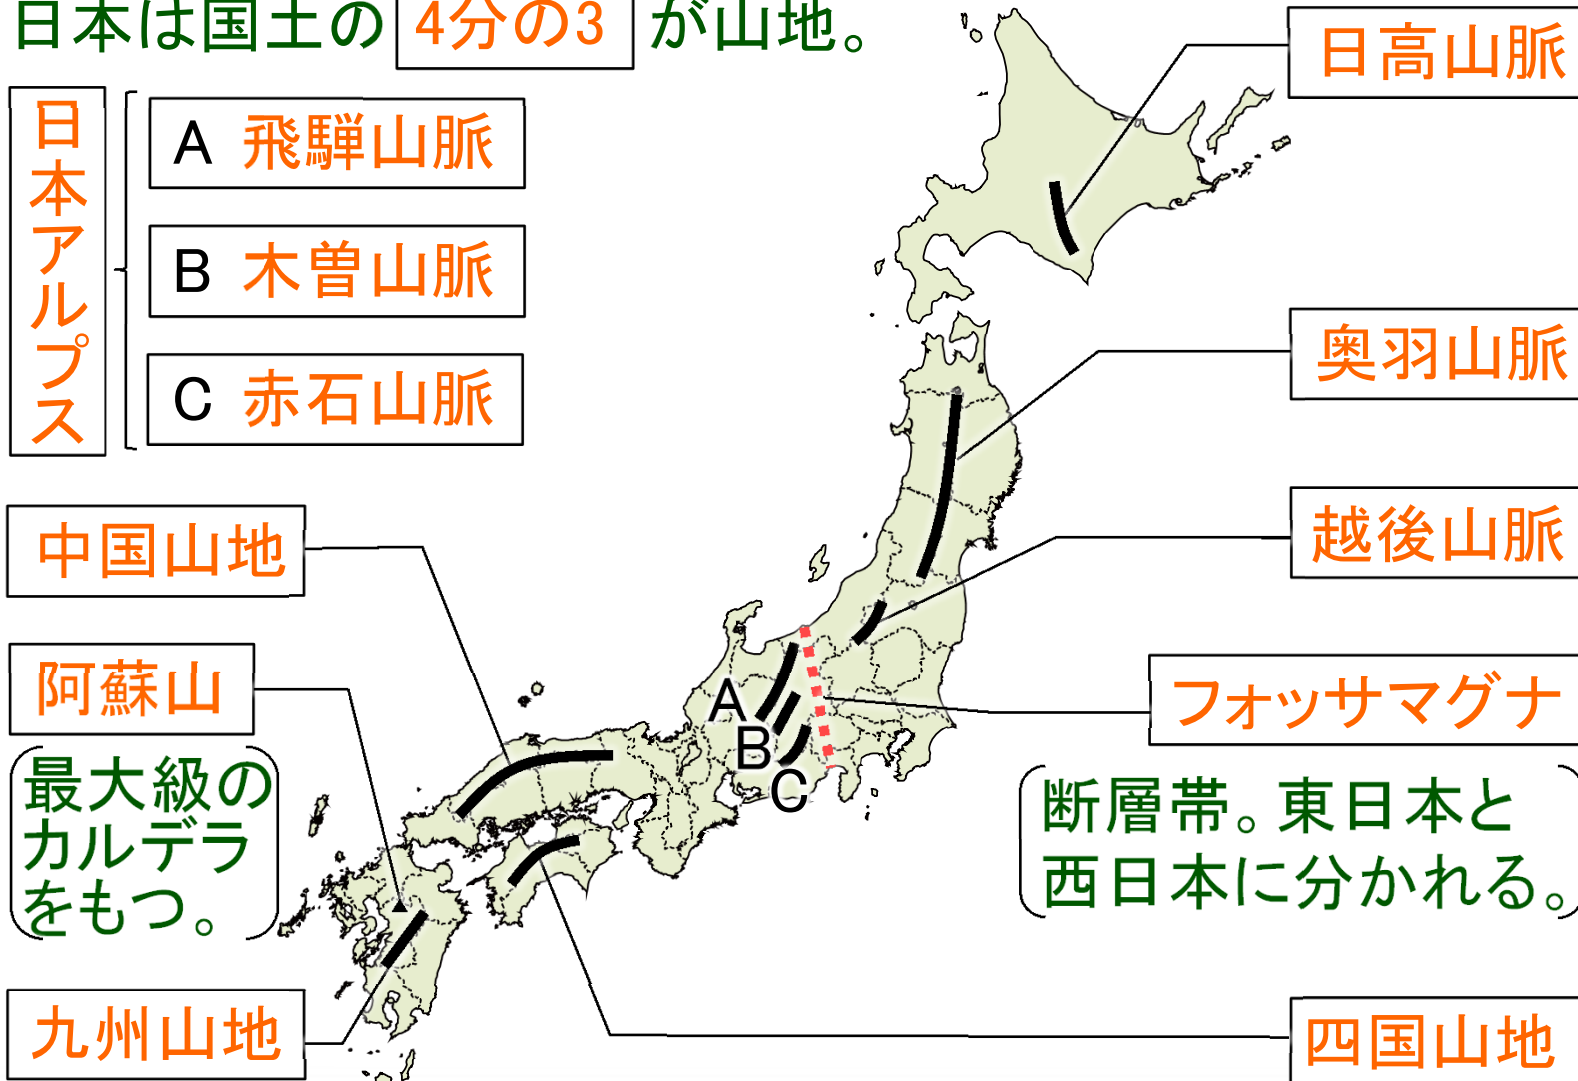 日本は国土の 4分の3 が山地。
日本アルプス
A 飛騨山脈
B 木曽山脈
C 赤石山脈
日高山脈
奥羽山脈
越後山脈
フォッサマグナ
断層帯。東日本と
西日本に分かれる。
四国山地
中国山地
阿蘇山
最大級の
カルデラ
をもつ。
九州山地
A
B
C